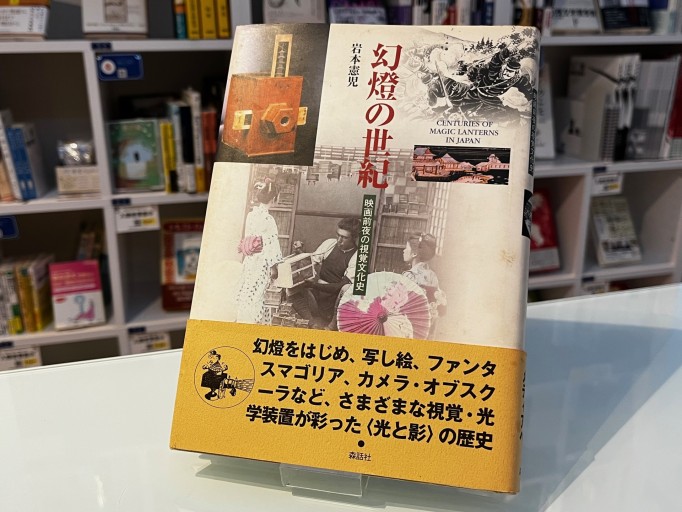 岩本憲児
幻燈の世紀
CENTURIES OF
MAGIC LANTERNS
IN JAPAN
映画前夜の視覚文化史
幻燈をはじめ、写し絵、ファンタ
スマゴリア、カメラ・オブスク
ーラなど、さまざまな視覚・光
学装置が彩った〈光と影〉の歴史
森話社